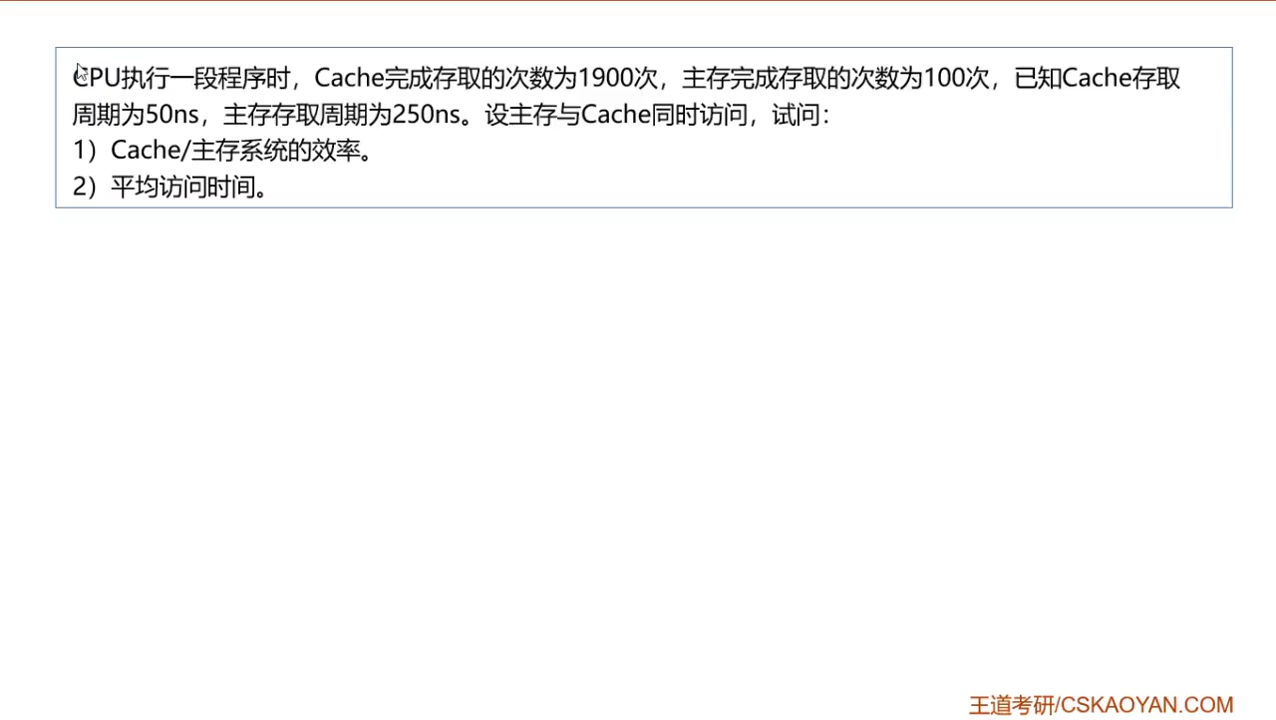 CPU执行一段程序时，Cache完成存取的次数为1900次，主存完成存取的次数为100次，已知Cache存取
周期为50ns，主存存取周期为250ns。设主存与Cache同时访问，试问：
1）Cache/主存系统的效率。
2）平均访问时间。
王道考研/CSKAOYAN.COM